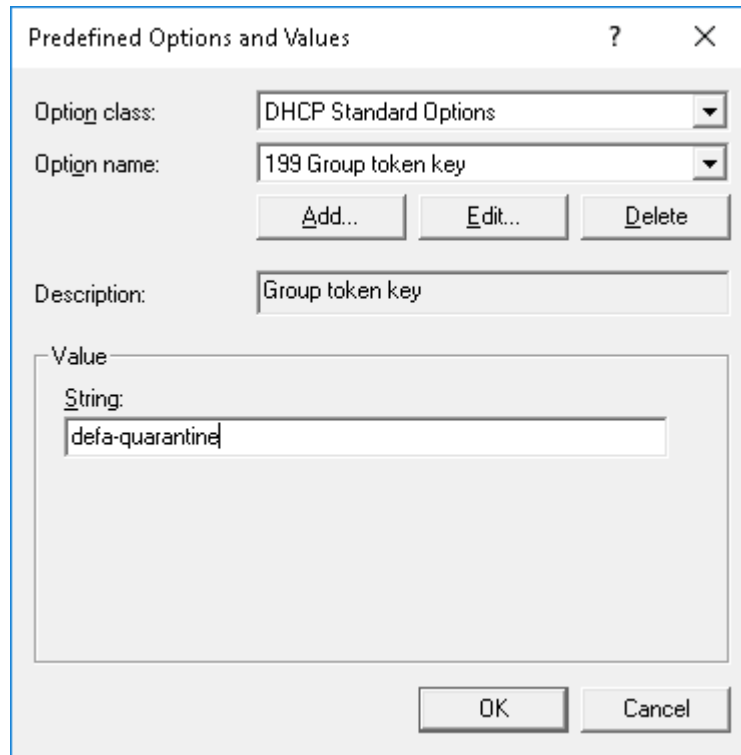 Predefined Options and Values ? ×
Option class: DHCP Standard Options
Option name: 199 Group token key
Add... Edit... Delete
Description: Group token key
Value
String:
defa-quarantine
OK Cancel